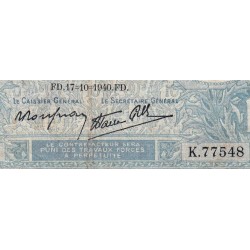 FD.17=10=1940.FD.
Le Caissier Général
Le Secrétaire Général
K.77548
LE CONTREFACTEUR SERA
PUNI DES TRAVAUX FORCÉS
À PERPÉTUITÉ